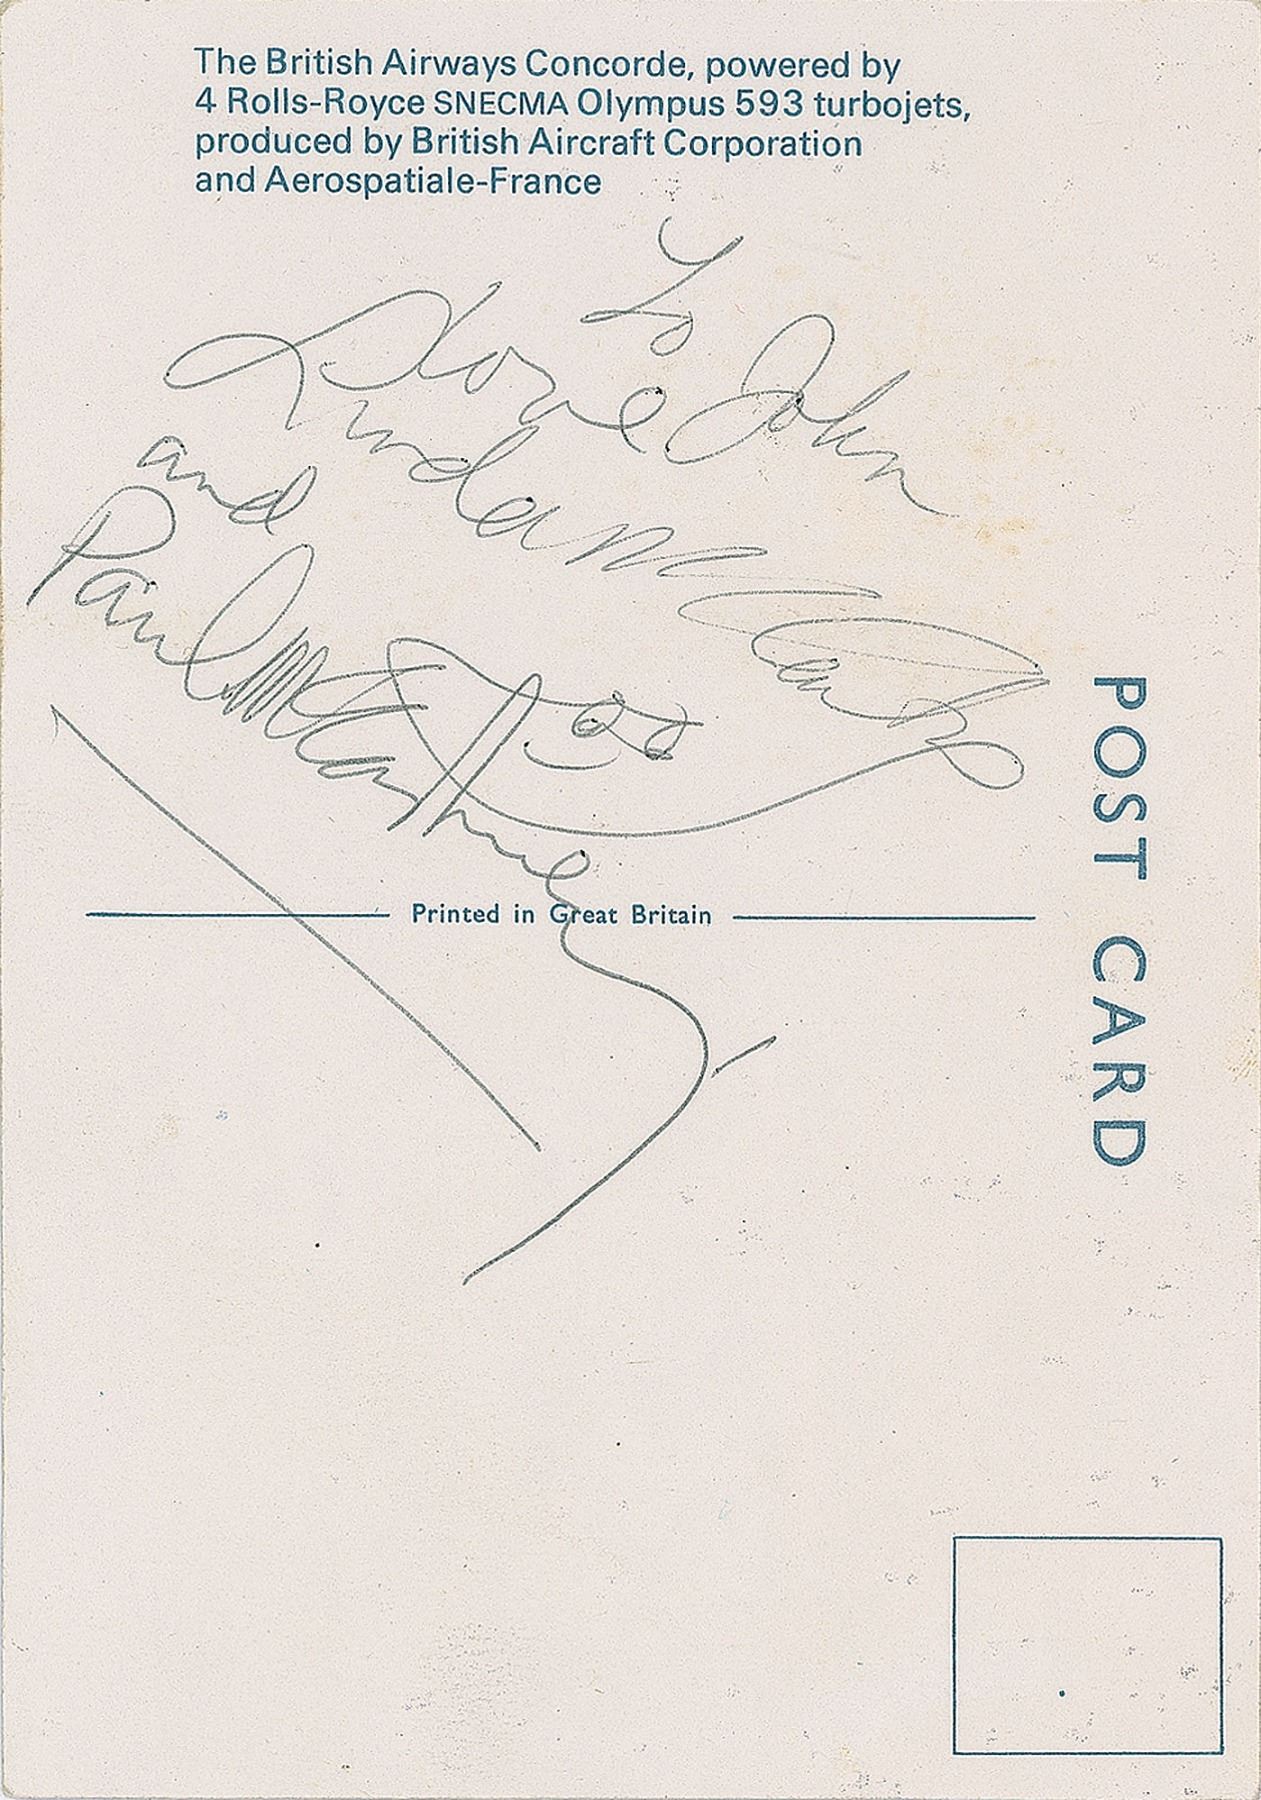 The British Airways Concorde, powered by
4 Rolls-Royce SNECMA Olympus 593 turbojets,
produced by British Aircraft Corporation
and Aerospatiale-France
To John
Love
Linda McCartney
and
Paul McCartney
Printed in Great Britain
POST CARD